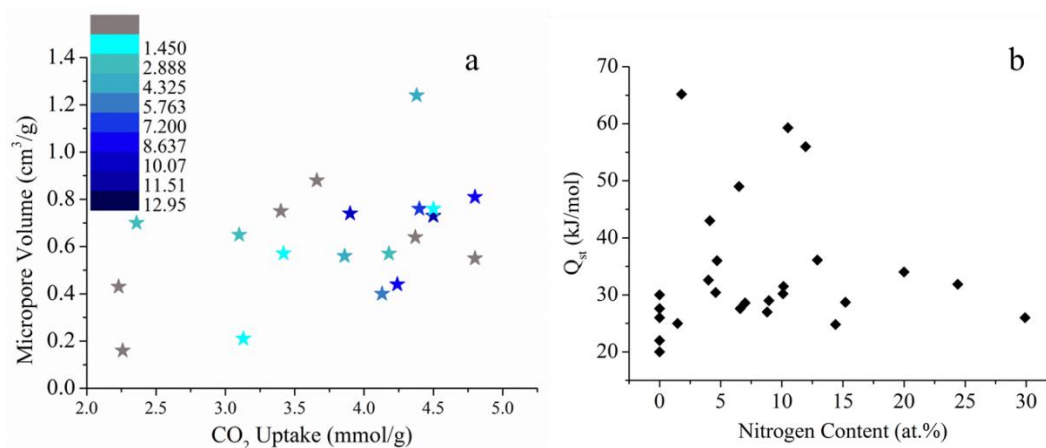 a
1.450
2.888
4.325
5.763
7.200
8.637
10.07
11.51
12.95
1.4
1.2
1.0
0.8
0.6
0.4
0.2
0.0
Micropore Volume (cm³/g)
2.0 2.5 3.0 3.5 4.0 4.5 5.0
CO₂ Uptake (mmol/g)
b
70
60
50
40
30
20
Qst (kJ/mol)
0 5 10 15 20 25 30
Nitrogen Content (at.%)